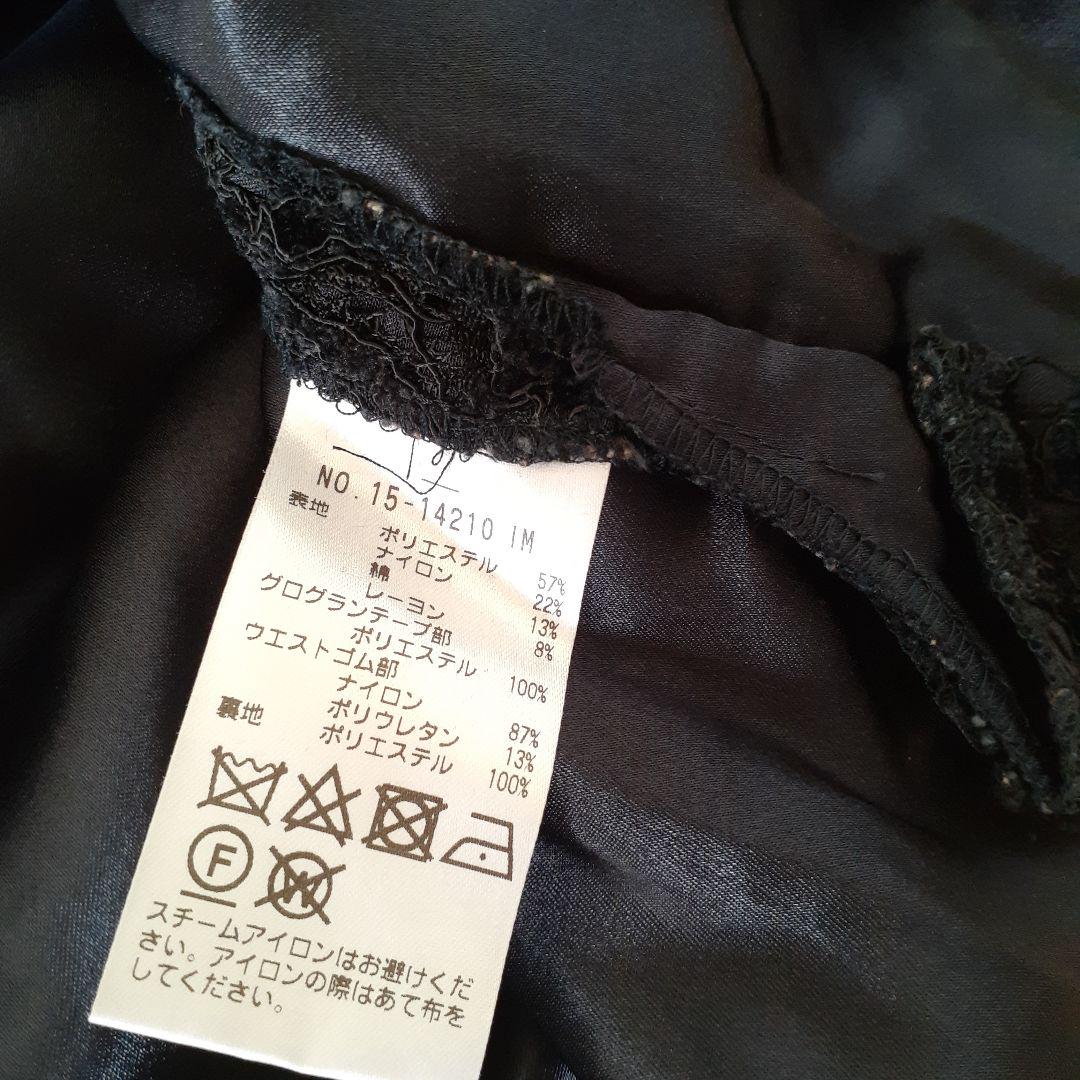 NO.15-14210 IM
表地
ポリエステル 57%
ナイロン 22%
綿 13%
レーヨン 8%
グログランテープ部
ポリエステル 100%
ウエストゴム部
ナイロン 87%
ポリウレタン 13%
裏地 ポリエステル 100%
F
W
スチームアイロンはお避けくだ
さい。アイロンの際はあて布を
してください。